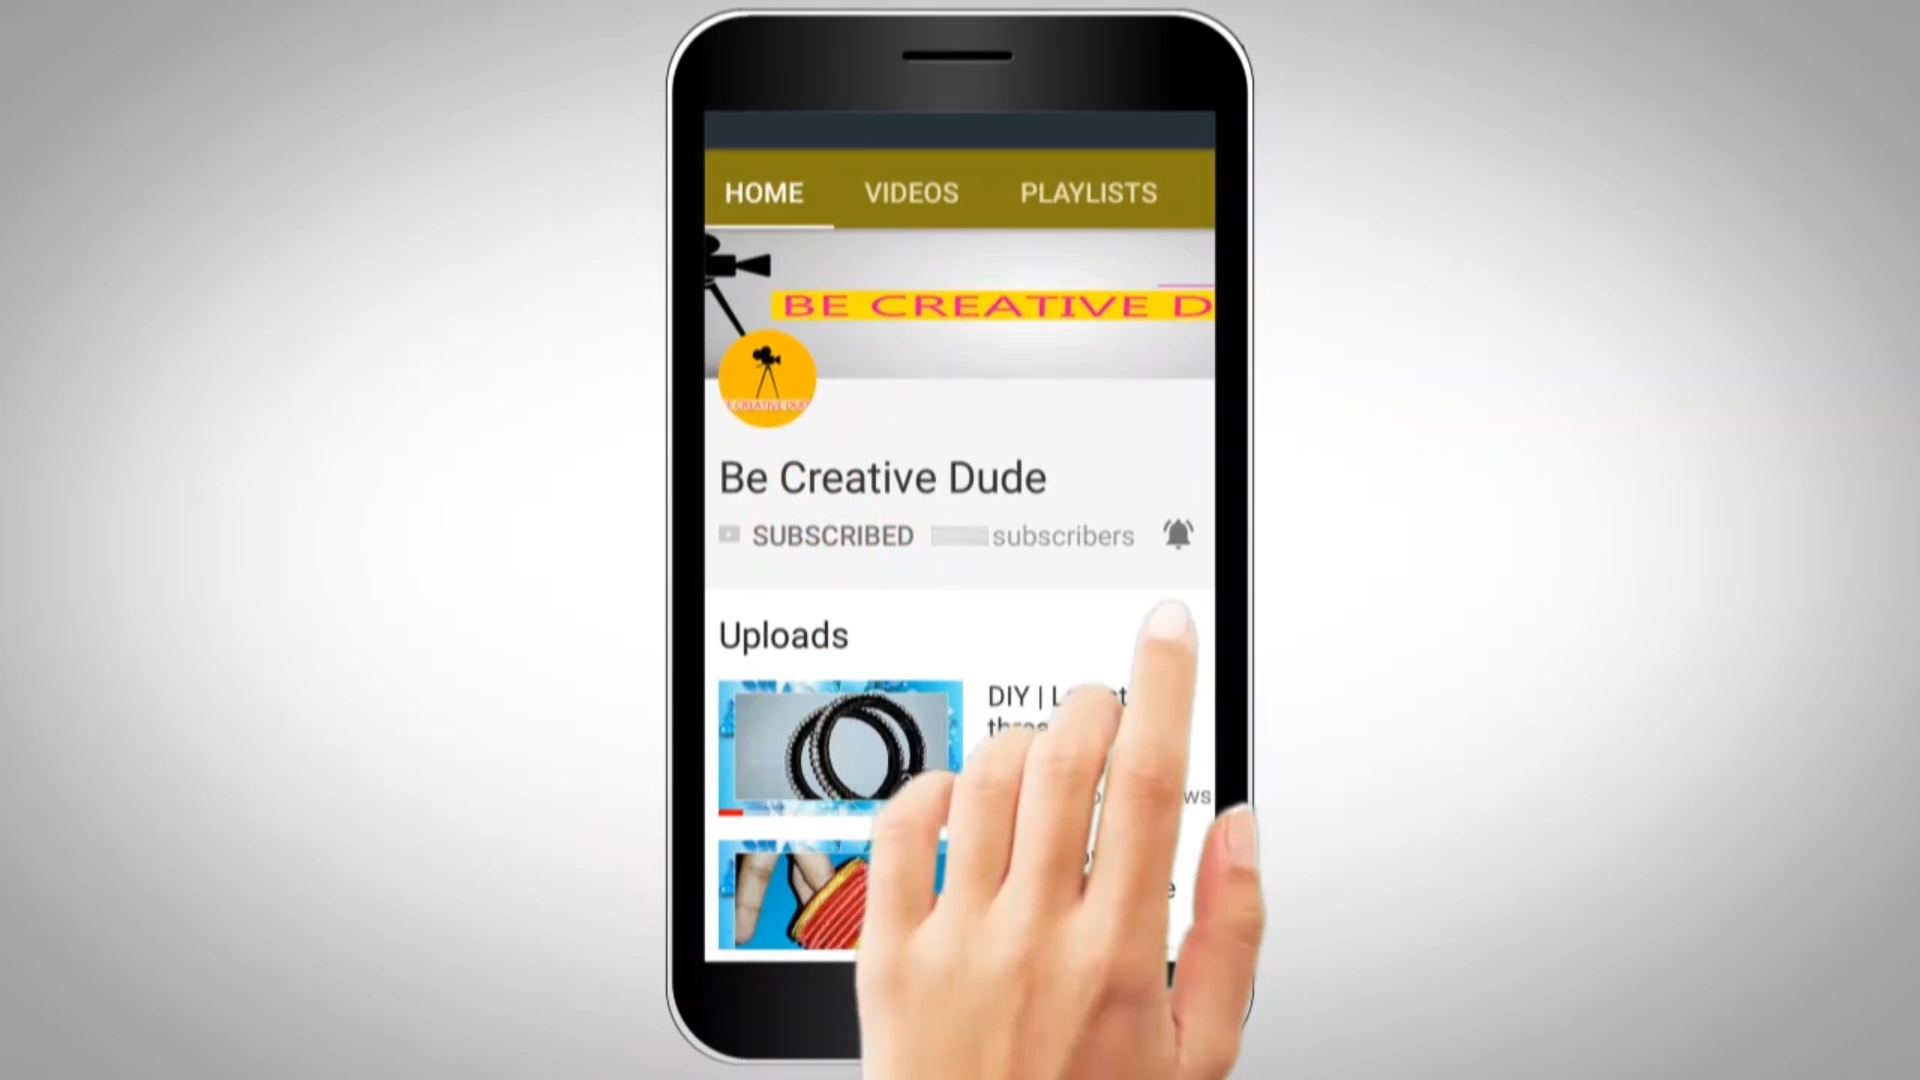 HOME VIDEOS PLAYLISTS
BE CREATIVE D
Be Creative Dude
SUBSCRIBED subscribers
Uploads
DIY |